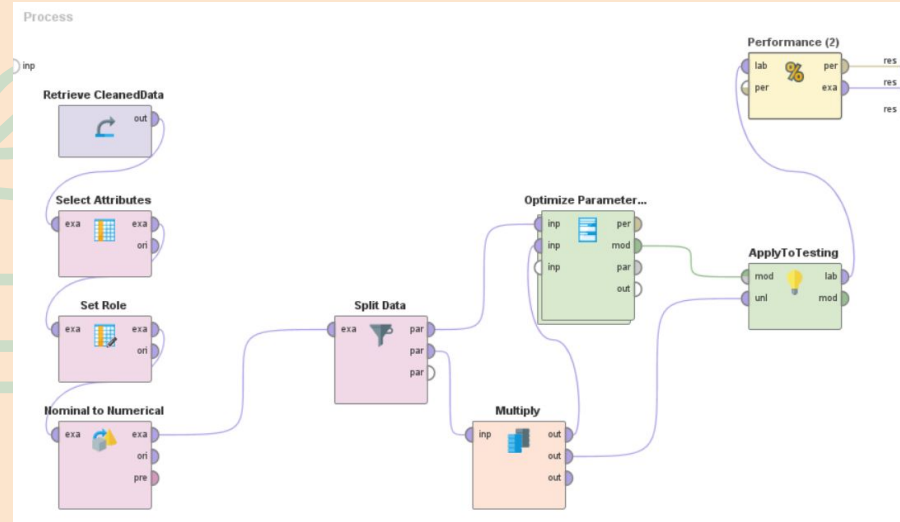 Process
inp
Retrieve CleanedData
out
Select Attributes
exa exa
ori
Set Role
exa exa
ori
Nominal to Numerical
exa exa
ori
pre
Split Data
exa par
par
par
Multiply
inp out
out
out
Optimize Parameter...
inp per
inp mod
inp par
out
ApplyToTesting
mod lab
unl mod
Performance (2)
% 
lab per
per exa
res
res
res